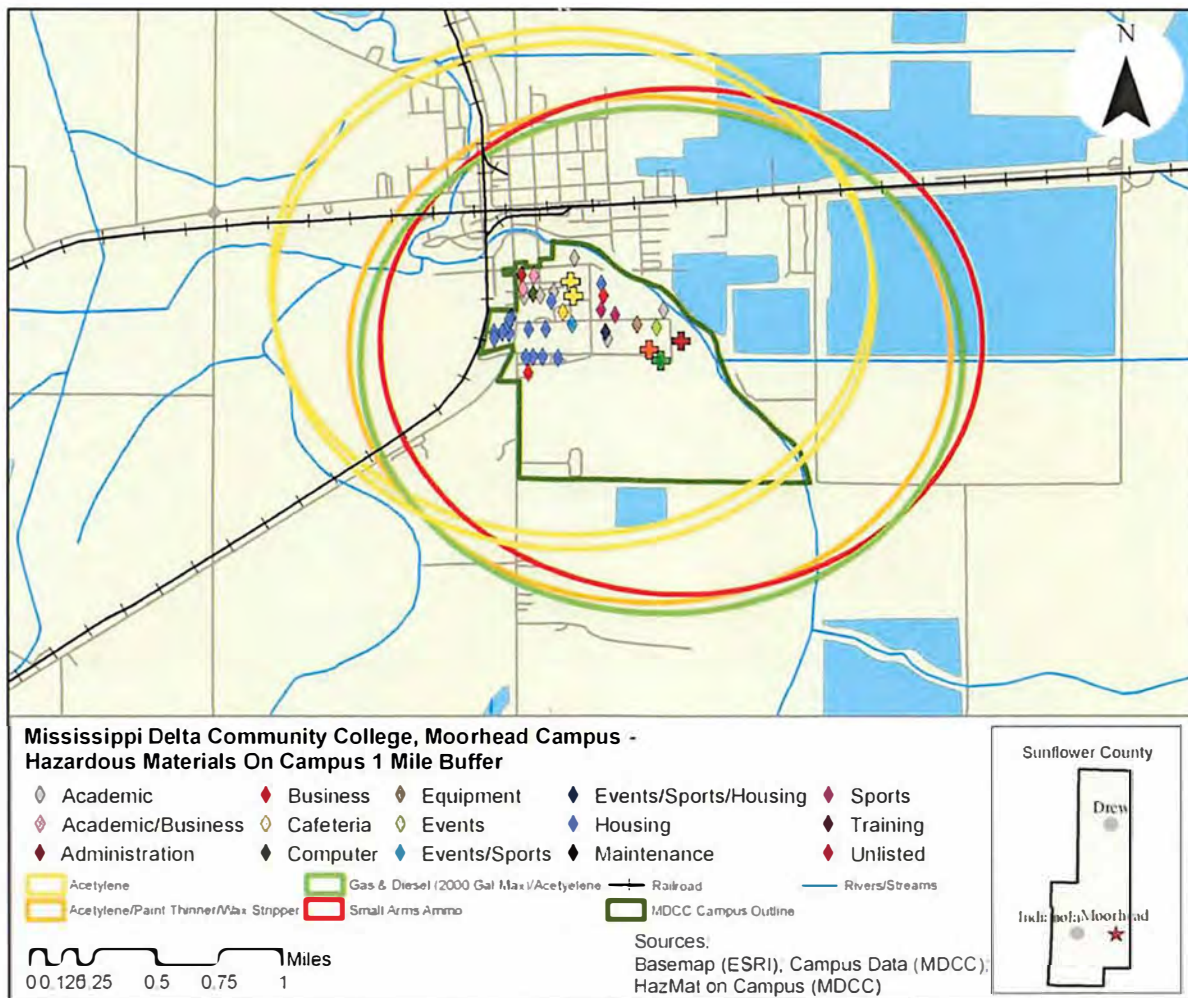 N
Mississippi Delta Community College, Moorhead Campus -
Hazardous Materials On Campus 1 Mile Buffer
Academic
Business
Equipment
Events/Sports/Housing
Sports
Academic/Business
Cafeteria
Events
Housing
Training
Administration
Computer
Events/Sports
Maintenance
Unlisted
Acetylene
Gas & Diesel (2000 Gal Max)/Acetyelene
Railroad
Rivers/Streams
Acetylene/Paint Thinner/Wax Stripper
Small Arms Ammo
MDCC Campus Outline
Miles
0 0.125 0.25 0.5 0.75 1
Sources:
Basemap (ESRI), Campus Data (MDCC);
HazMat on Campus (MDCC)
Sunflower County
Drew
Indianola Moorhead